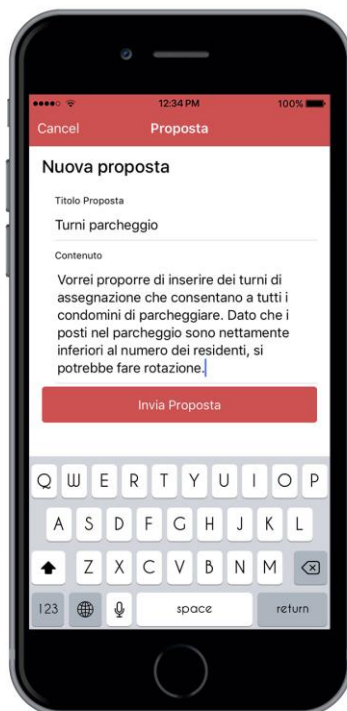 12:34 PM
100%
Cancel
Proposta
Nuova proposta
Titolo Proposta
Turni parcheggio
Contenuto
Vorrei proporre di inserire dei turni di
assegnazione che consentano a tutti i
condomini di parcheggiare. Dato che i
posti nel parcheggio sono nettamente
inferiori al numero dei residenti, si
potrebbe fare rotazione.
Invia Proposta
Q W E R T Y U I O P
A S D F G H J K L
Z X C V B N M
123 space return